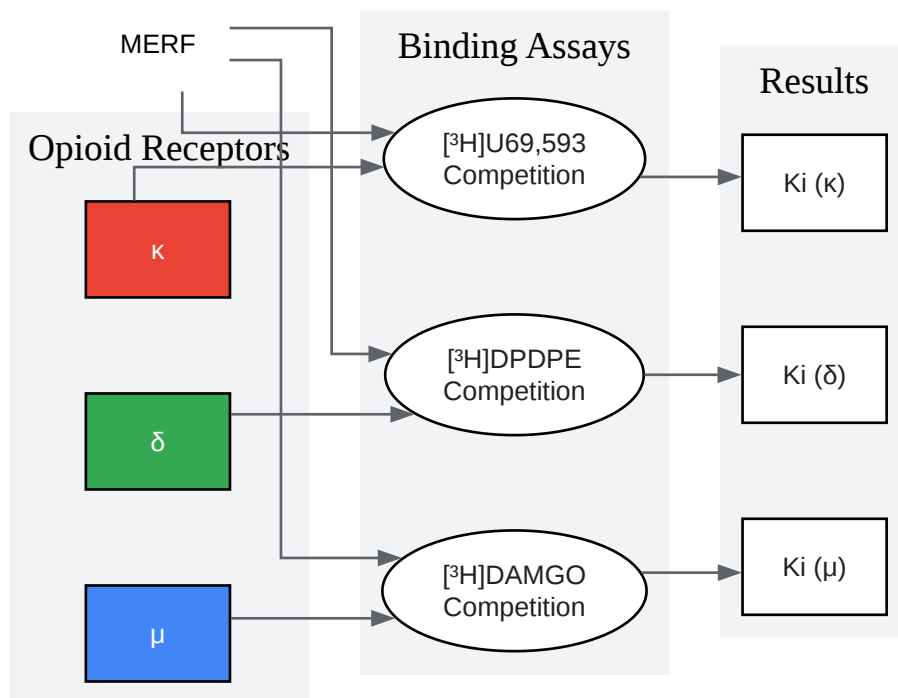 MERF
Binding Assays
Results
Opioid Receptors
[³H]U69,593
Competition
Ki (κ)
κ
[³H]DPDPE
Competition
Ki (δ)
δ
[³H]DAMGO
Competition
Ki (μ)
μ